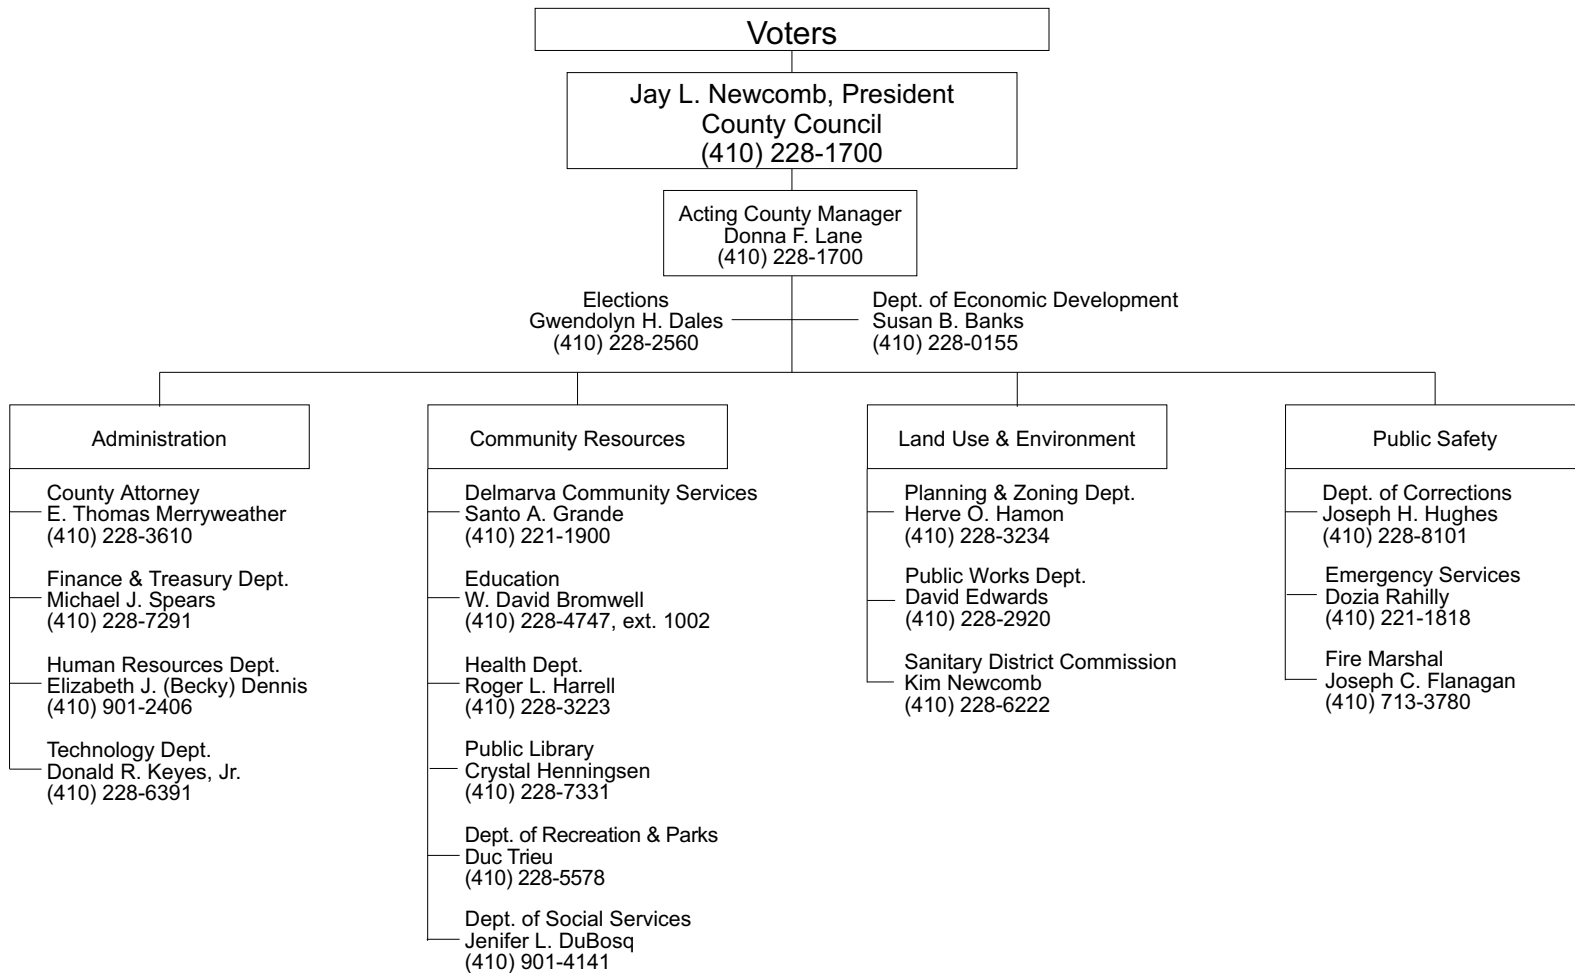 Voters
Jay L. Newcomb, President
County Council
(410) 228-1700
Acting County Manager
Donna F. Lane
(410) 228-1700
Elections
Gwendolyn H. Dales
(410) 228-2560
Dept. of Economic Development
Susan B. Banks
(410) 228-0155
Administration
County Attorney
E. Thomas Merryweather
(410) 228-3610
Finance & Treasury Dept.
Michael J. Spears
(410) 228-7291
Human Resources Dept.
Elizabeth J. (Becky) Dennis
(410) 901-2406
Technology Dept.
Donald R. Keyes, Jr.
(410) 228-6391
Community Resources
Delmarva Community Services
Santo A. Grande
(410) 221-1900
Education
W. David Bromwell
(410) 228-4747, ext. 1002
Health Dept.
Roger L. Harrell
(410) 228-3223
Public Library
Crystal Henningsen
(410) 228-7331
Dept. of Recreation & Parks
Duc Trieu
(410) 228-5578
Dept. of Social Services
Jenifer L. DuBosq
(410) 901-4141
Land Use & Environment
Planning & Zoning Dept.
Herve O. Hamon
(410) 228-3234
Public Works Dept.
David Edwards
(410) 228-2920
Sanitary District Commission
Kim Newcomb
(410) 228-6222
Public Safety
Dept. of Corrections
Joseph H. Hughes
(410) 228-8101
Emergency Services
Dozia Rahilly
(410) 221-1818
Fire Marshal
Joseph C. Flanagan
(410) 713-3780